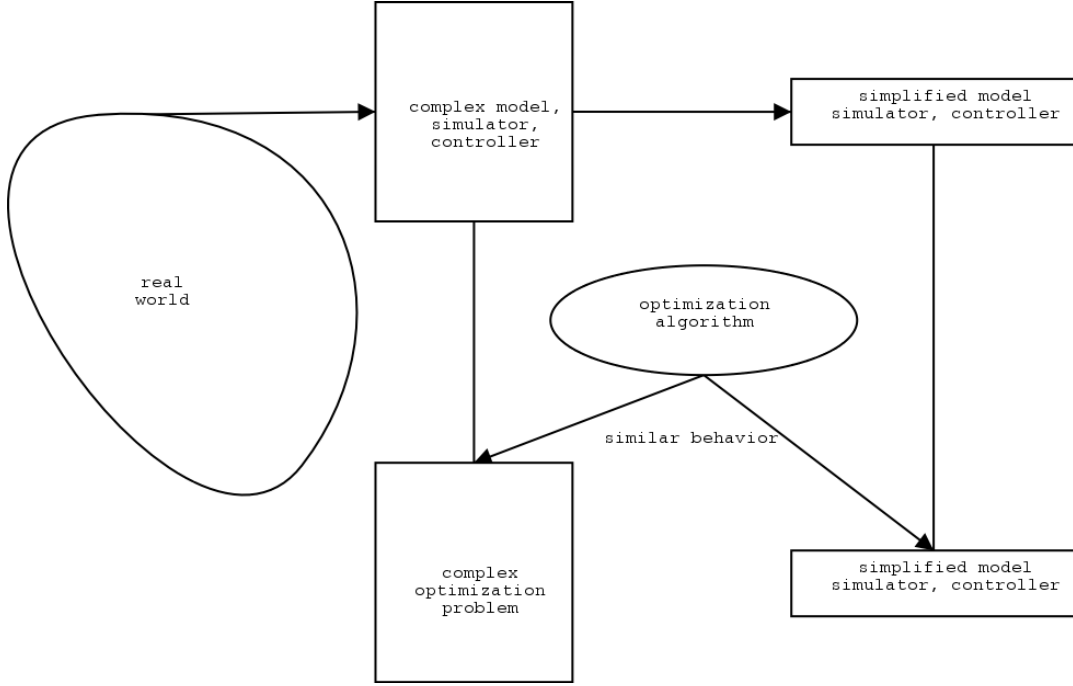 complex model,
simulator,
controller
simplified model
simulator, controller
real
world
optimization
algorithm
similar behavior
complex
optimization
problem
simplified model
simulator, controller